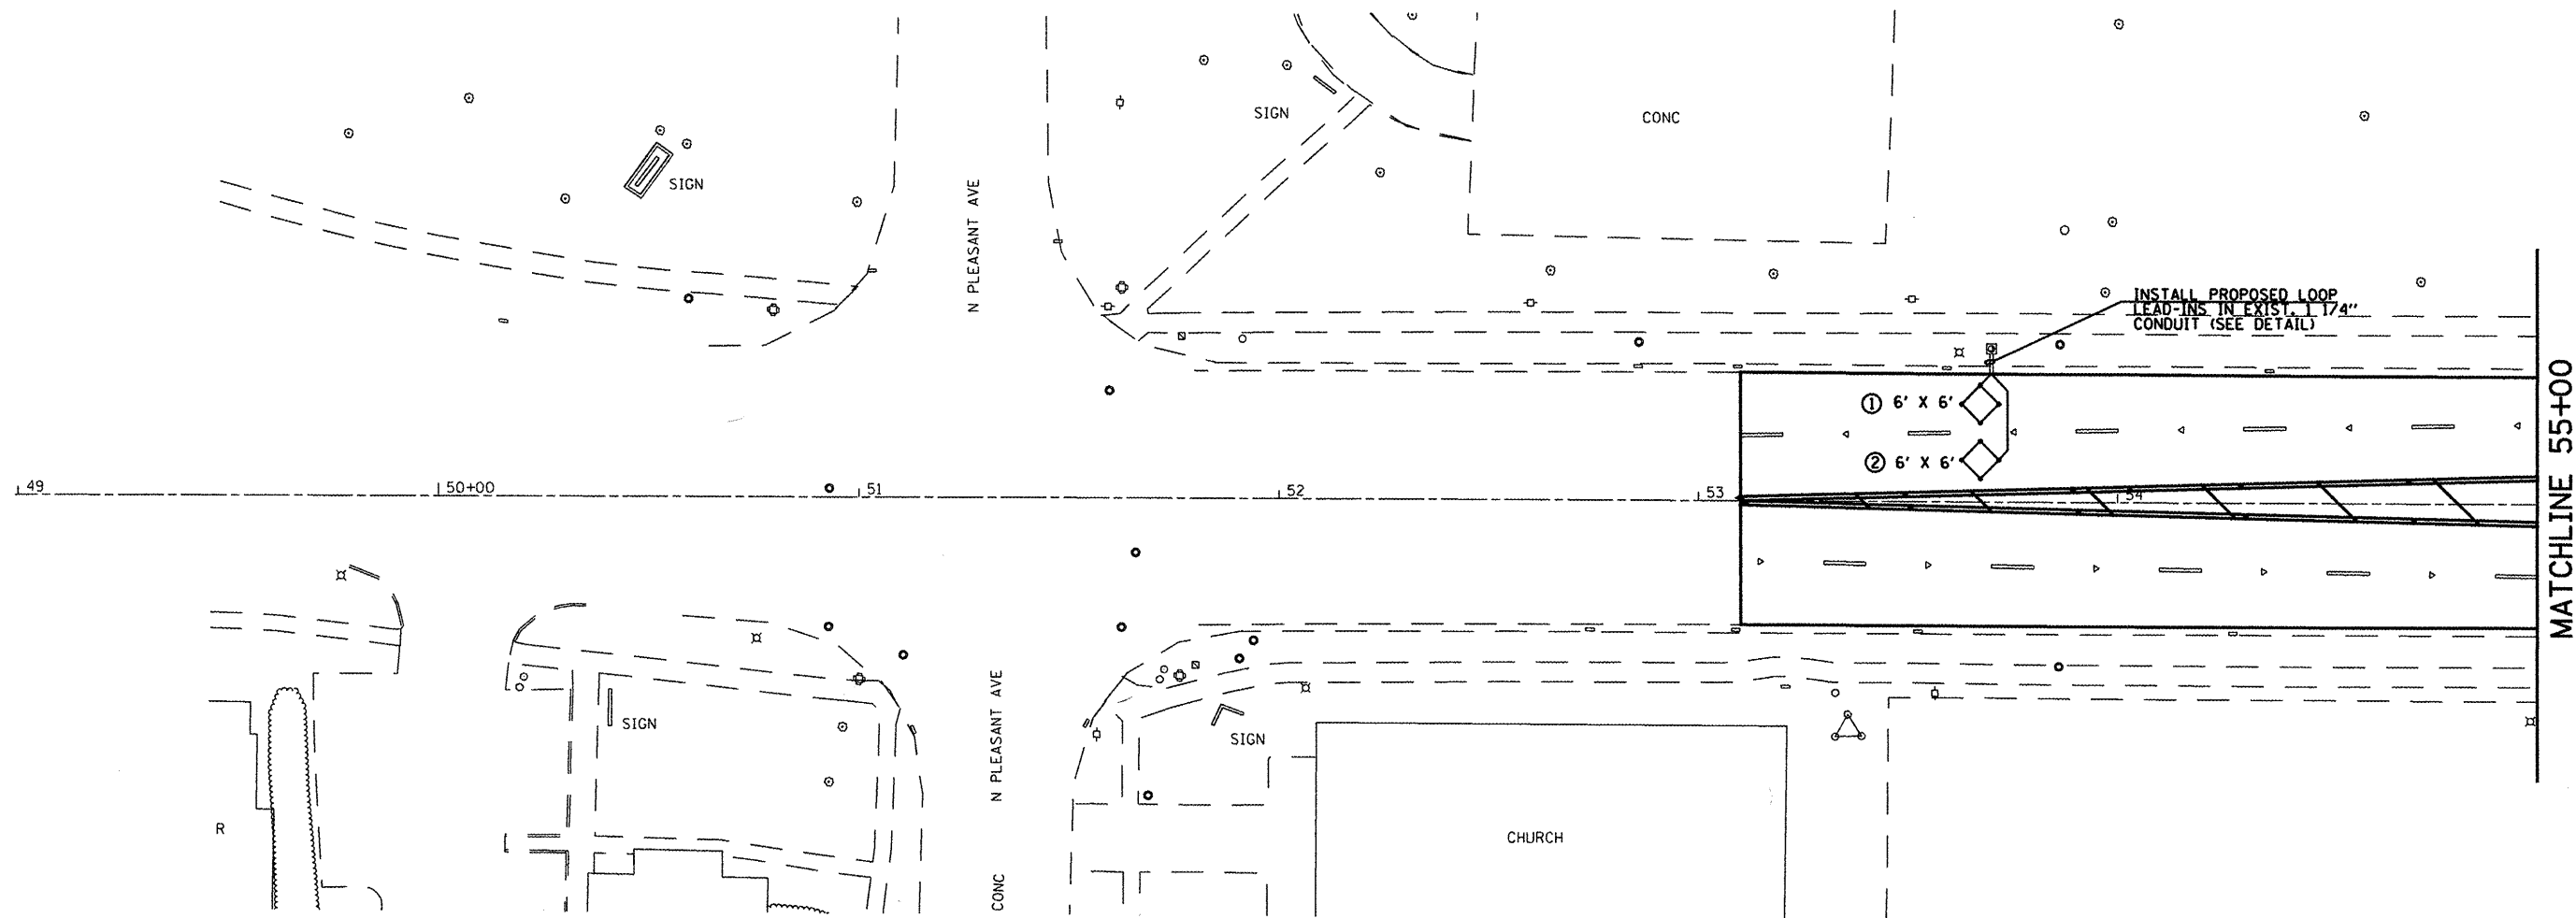 SIGN
CONC
SIGN
N PLEASANT AVE
INSTALL PROPOSED LOOP
LEAD-INS IN EXIST. 1 1/4"
CONDUIT (SEE DETAIL)
① 6' X 6'
② 6' X 6'
49
50+00
51
52
53
54
MATCHLINE 55+00
SIGN
N PLEASANT AVE
SIGN
R
CHURCH
CONC